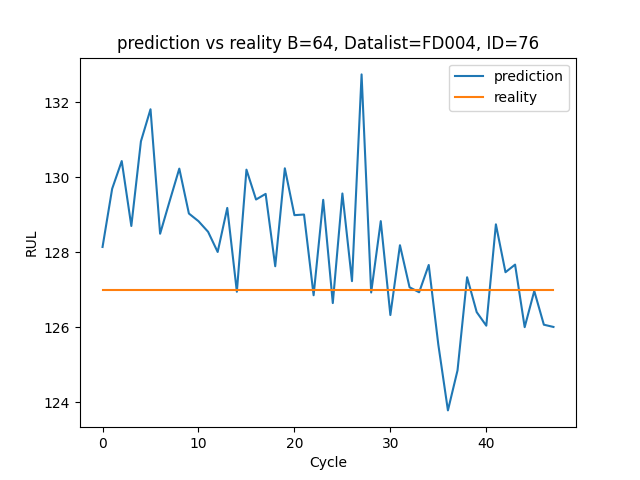 prediction vs reality B=64, Datalist=FD004, ID=76
prediction
reality
132
130
128
126
124
RUL
0 10 20 30 40
Cycle